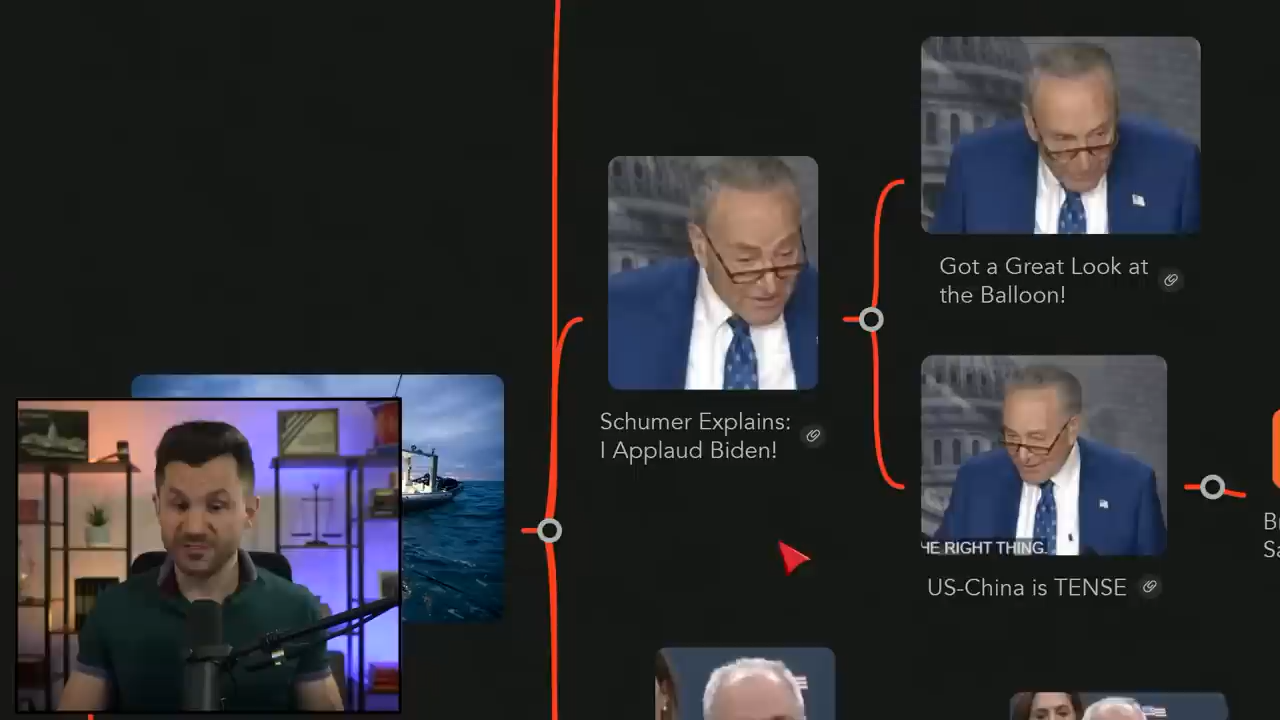 Got a Great Look at
the Balloon!
Schumer Explains:
I Applaud Biden!
HE RIGHT THING.
US-China is TENSE